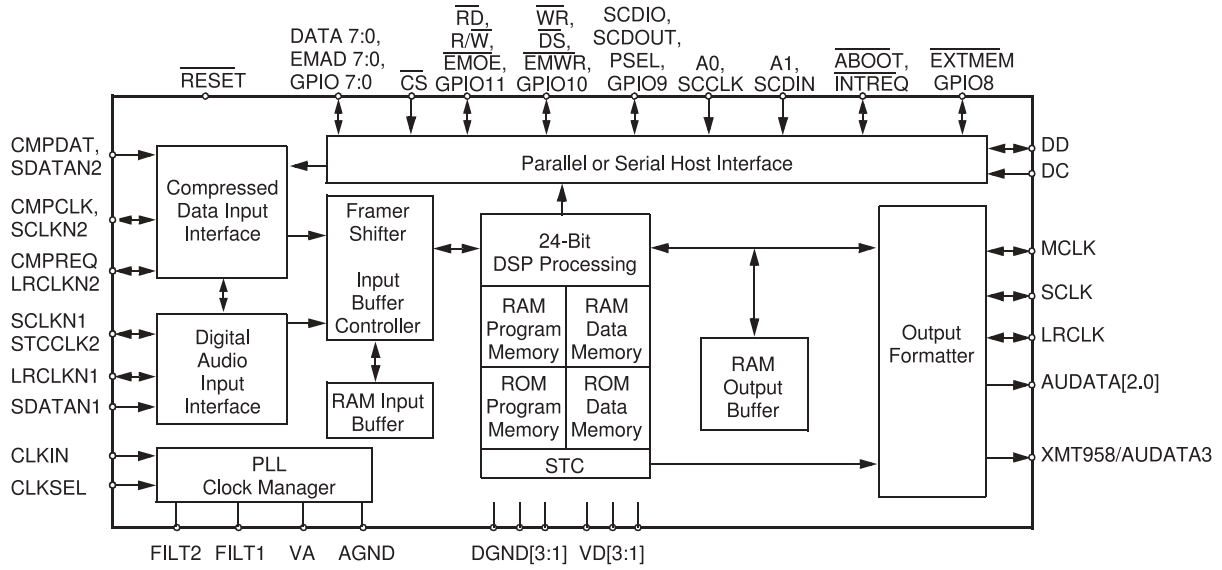 RESET
DATA 7:0,
EMAD 7:0,
GPIO 7:0
CS
RD,
R/W,
EMOE,
GPIO11
WR,
DS,
EMWR,
GPIO10
SCDIO,
SCDOUT,
PSEL,
GPIO9
A0,
SCCLK
A1,
SCDIN
ABOOT,
INTREQ
EXTMEM
GPIO8
CMPDAT,
SDATAN2
CMPCLK,
SCLKN2
CMPREQ
LRCLKN2
SCLKN1
STCCLK2
LRCLKN1
SDATAN1
CLKIN
CLKSEL
Parallel or Serial Host Interface
Compressed
Data Input
Interface
Digital
Audio
Input
Interface
Framer
Shifter
Input
Buffer
Controller
RAM Input
Buffer
PLL
Clock Manager
24-Bit
DSP Processing
RAM
Program
Memory
RAM
Data
Memory
ROM
Program
Memory
ROM
Data
Memory
STC
RAM
Output
Buffer
Output
Formatter
DD
DC
MCLK
SCLK
LRCLK
AUDATA[2.0]
XMT958/AUDATA3
FILT2
FILT1
VA
AGND
DGND[3:1]
VD[3:1]